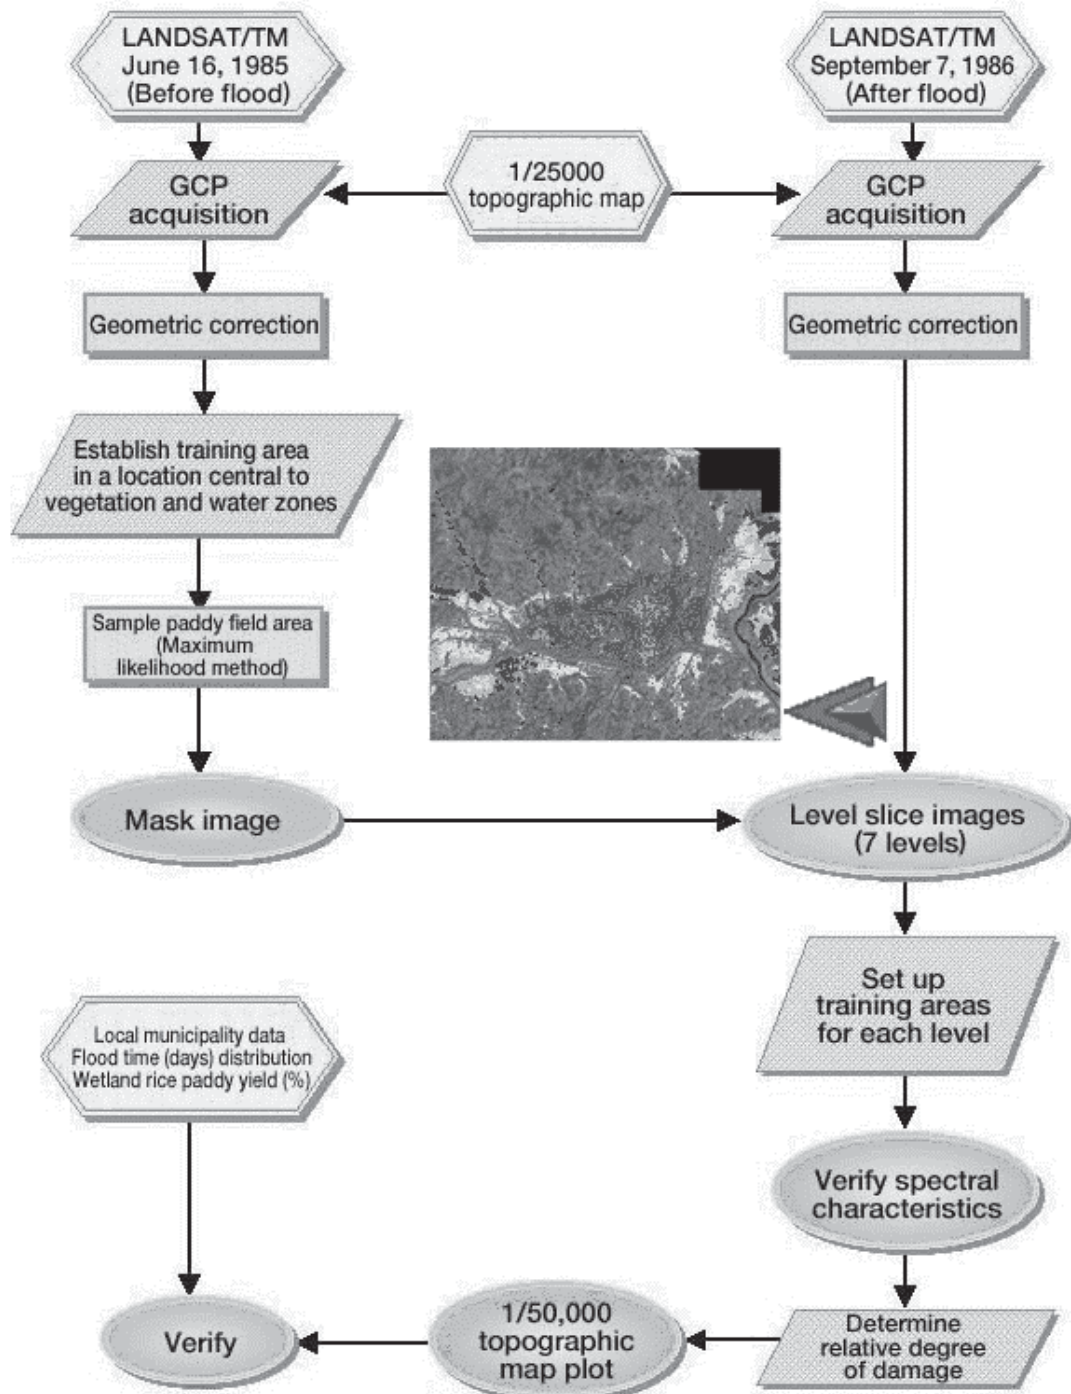 LANDSAT/TM
June 16, 1985
(Before flood)
LANDSAT/TM
September 7, 1986
(After flood)
1/25000
topographic map
GCP
acquisition
GCP
acquisition
Geometric correction
Geometric correction
Establish training area
in a location central to
vegetation and water zones
Sample paddy field area
(Maximum
likelihood method)
Mask image
Level slice images
(7 levels)
Set up
training areas
for each level
Local municipality data
Flood time (days) distribution
Wetland rice paddy yield (%)
Verify spectral
characteristics
Determine
relative degree
of damage
1/50,000
topographic
map plot
Verify